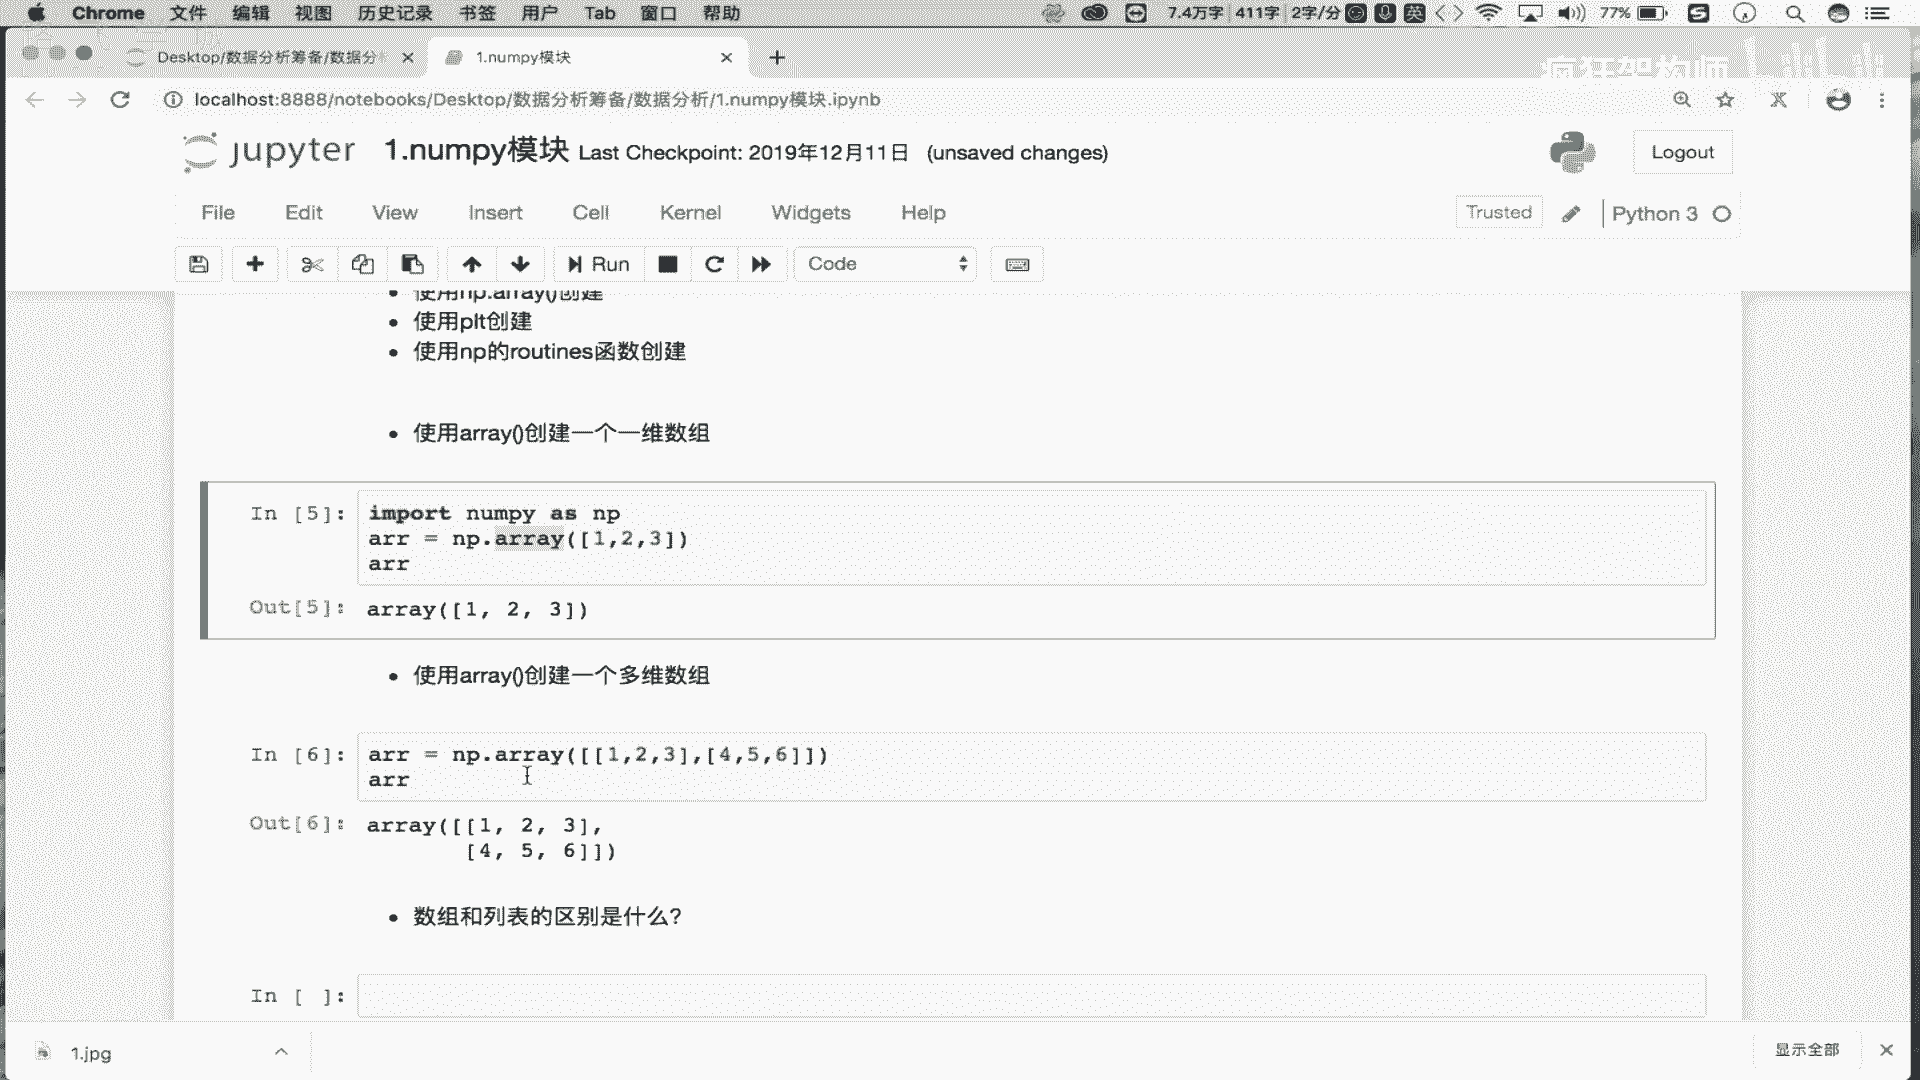 Chrome 文件 编辑 视图 历史记录 书签 用户 Tab 窗口 帮助 7.4万字 411字 2字/分 英 77%
Desktop/数据分析筹备/数据分 1.numpy模块
疯狂架构师
localhost:8888/notebooks/Desktop/数据分析筹备/数据分析/1.numpy模块.ipynb
jupyter 1.numpy模块 Last Checkpoint: 2019年12月11日 (unsaved changes) Logout
File Edit View Insert Cell Kernel Widgets Help Trusted Python 3
Run Code
使用np.array()创建
使用plt创建
使用np的routines函数创建
使用array()创建一个一维数组
In [5]: import numpy as np
arr = np.array([1,2,3])
arr
Out[5]: array([1, 2, 3])
使用array()创建一个多维数组
In [6]: arr = np.array([[1,2,3],[4,5,6]])
arr
Out[6]: array([[1, 2, 3],
[4, 5, 6]])
数组和列表的区别是什么?
In [ ]:
1.jpg 显示全部